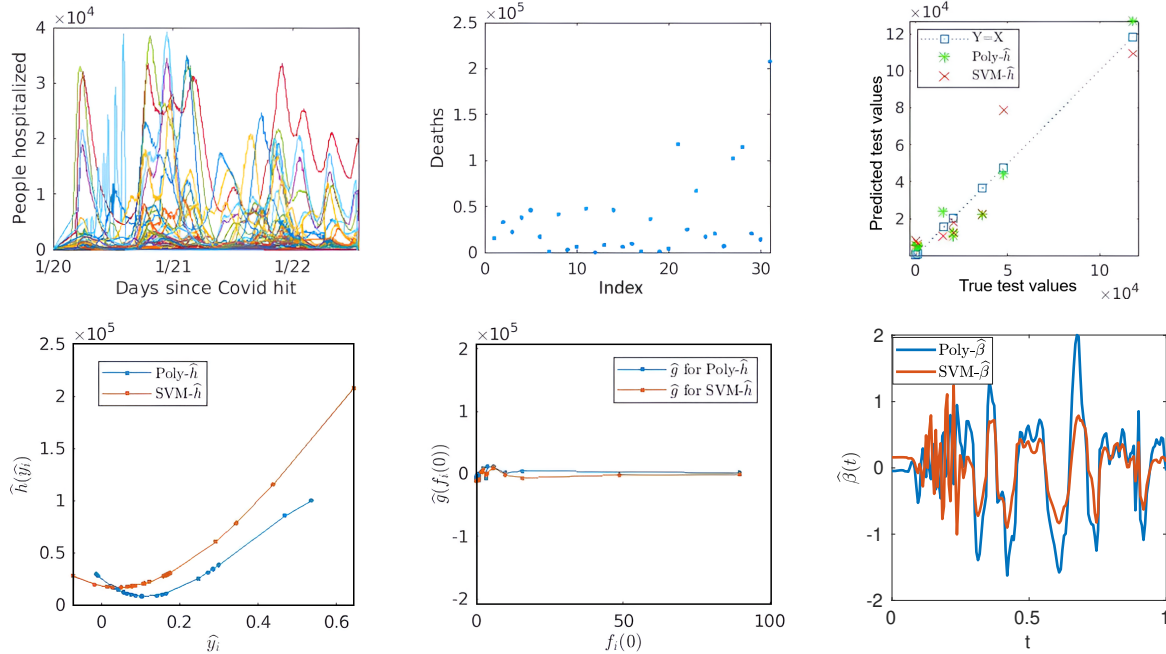 ×10⁴
People hospitalized
4
3
2
1
0
1/20
1/21
1/22
Days since Covid hit
×10⁵
Deaths
2.5
2
1.5
1
0.5
0
0
10
20
30
Index
×10⁴
Predicted test values
12
10
8
6
4
2
Y=X
Poly-ĥ
SVM-ĥ
0
5
10
True test values
×10⁴
×10⁵
ĥ(ŷᵢ)
2.5
2
1.5
1
0.5
0
Poly-ĥ
SVM-ĥ
0
0.2
0.4
0.6
ŷᵢ
×10⁵
ĝ(fᵢ(0))
2
1
0
-1
-2
ĝ for Poly-ĥ
ĝ for SVM-ĥ
0
50
100
fᵢ(0)
β̂(t)
2
1
0
-1
-2
Poly-β̂
SVM-β̂
0
0.5
1
t